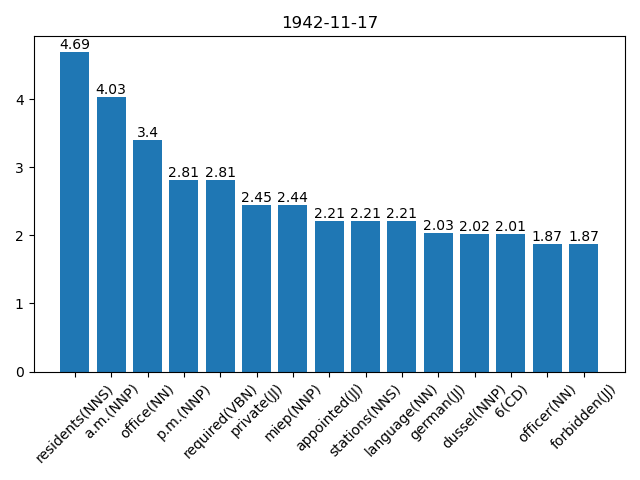 1942-11-17
4.69
4.03
3.4
2.81
2.81
2.45
2.44
2.21
2.21
2.21
2.03
2.02
2.01
1.87
1.87
4
3
2
1
0
residents(NNS)
a.m.(NNP)
office(NN)
p.m.(NNP)
required(VBN)
private(JJ)
miep(NNP)
appointed(JJ)
stations(NNS)
language(NN)
german(JJ)
dussel(NNP)
6(CD)
officer(NN)
forbidden(JJ)